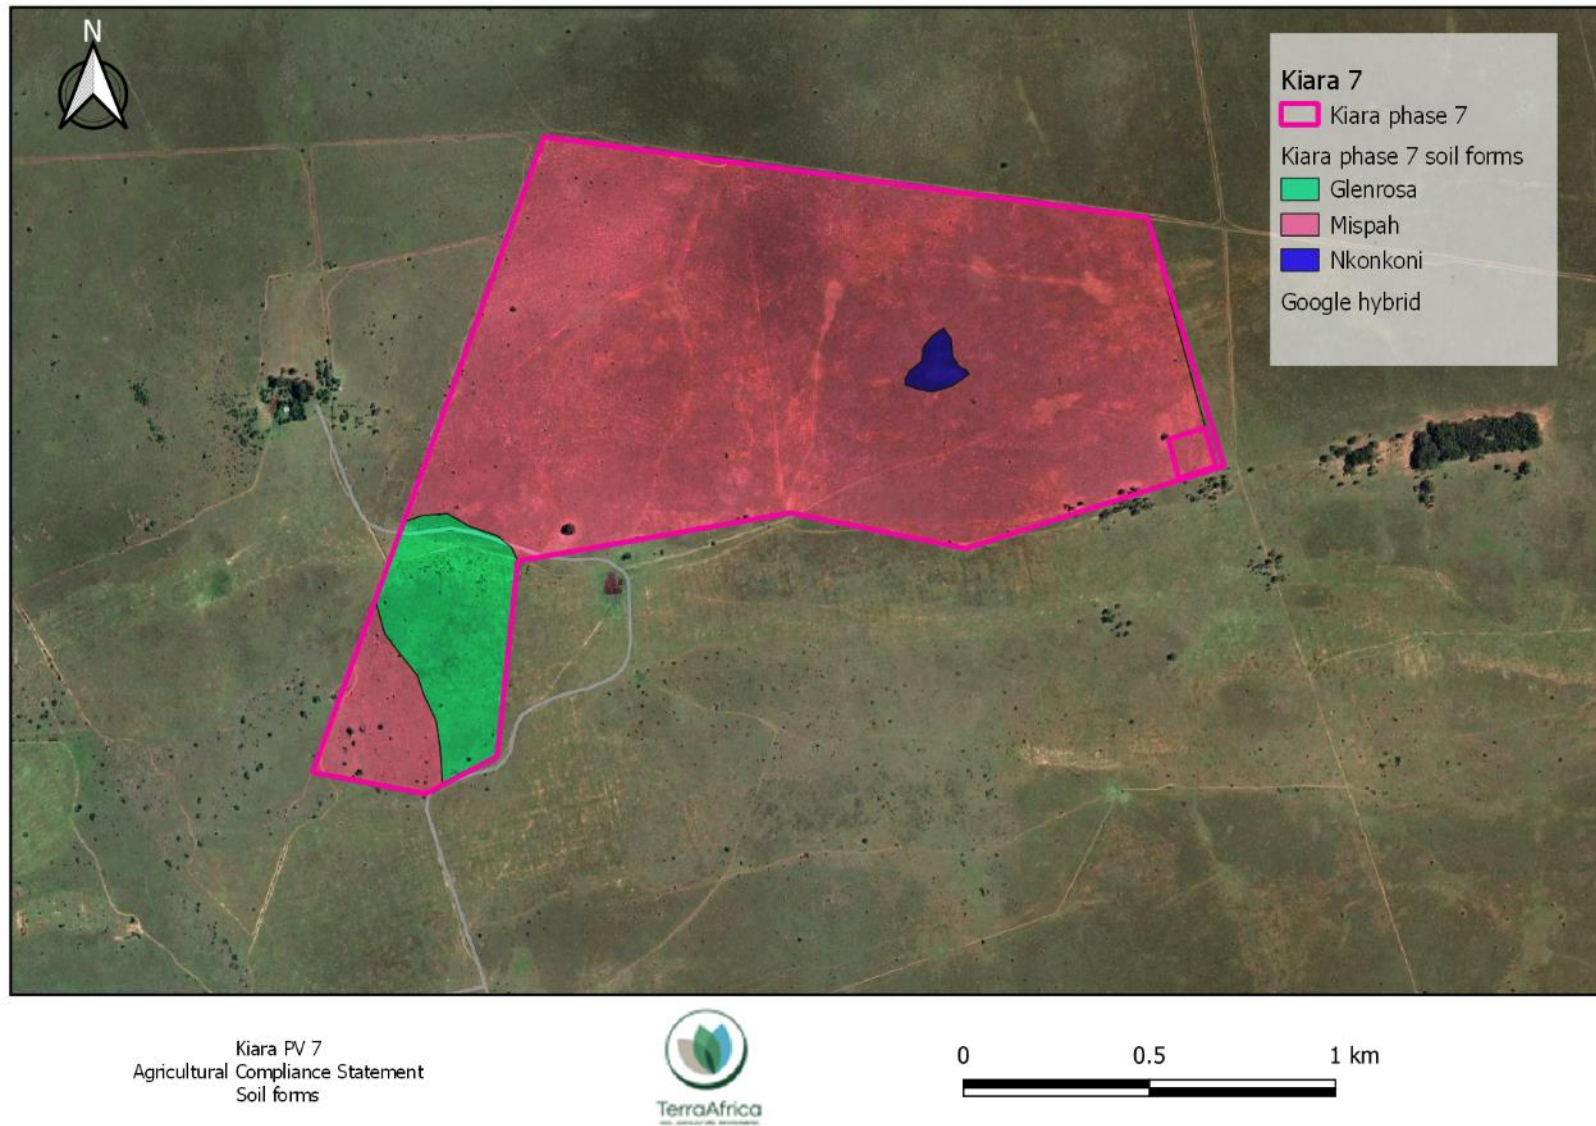 N
Kiara 7
Kiara phase 7
Kiara phase 7 soil forms
Glenrosa
Mispah
Nkonkoni
Google hybrid
Kiara PV 7
Agricultural Compliance Statement
Soil forms
TerraAfrica
0 0.5 1 km